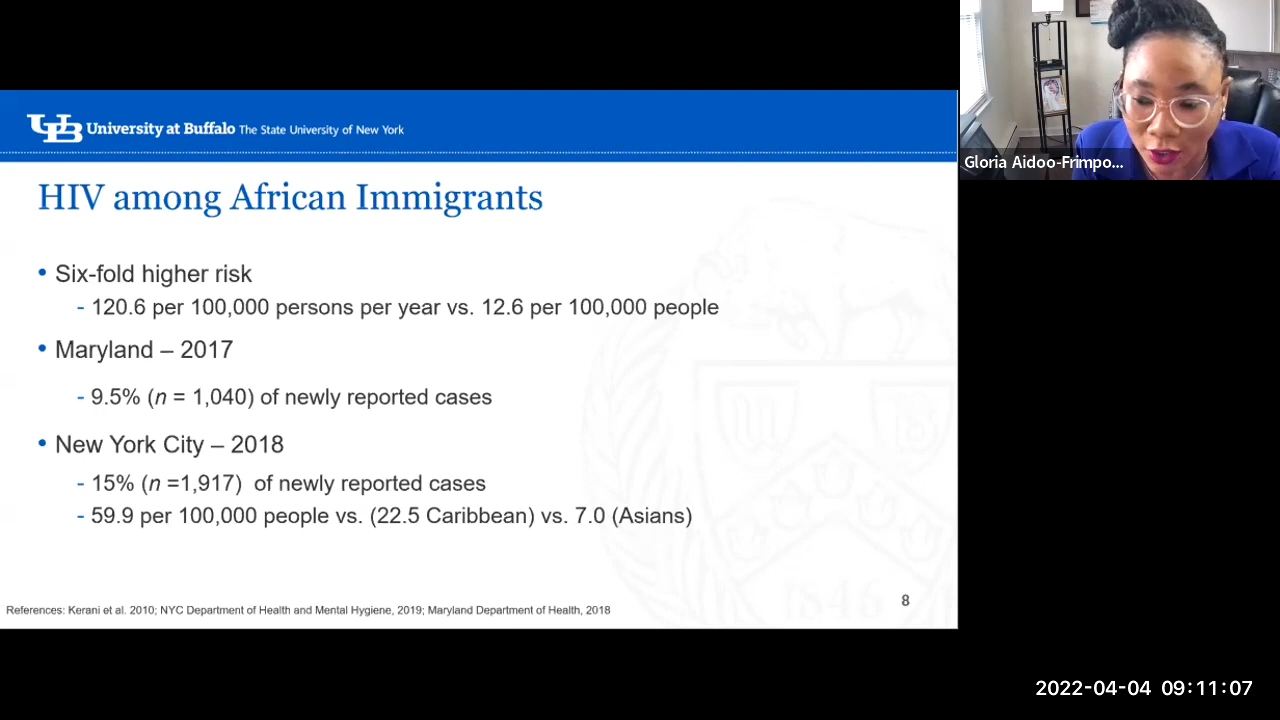 UB University at Buffalo The State University of New York
HIV among African Immigrants
• Six-fold higher risk
- 120.6 per 100,000 persons per year vs. 12.6 per 100,000 people
• Maryland – 2017
- 9.5% (n = 1,040) of newly reported cases
• New York City – 2018
- 15% (n =1,917) of newly reported cases
- 59.9 per 100,000 people vs. (22.5 Caribbean) vs. 7.0 (Asians)
1846
8
References: Kerani et al. 2010; NYC Department of Health and Mental Hygiene, 2019; Maryland Department of Health, 2018
Gloria Aidoo-Frimpo...
2022-04-04 09:11:07